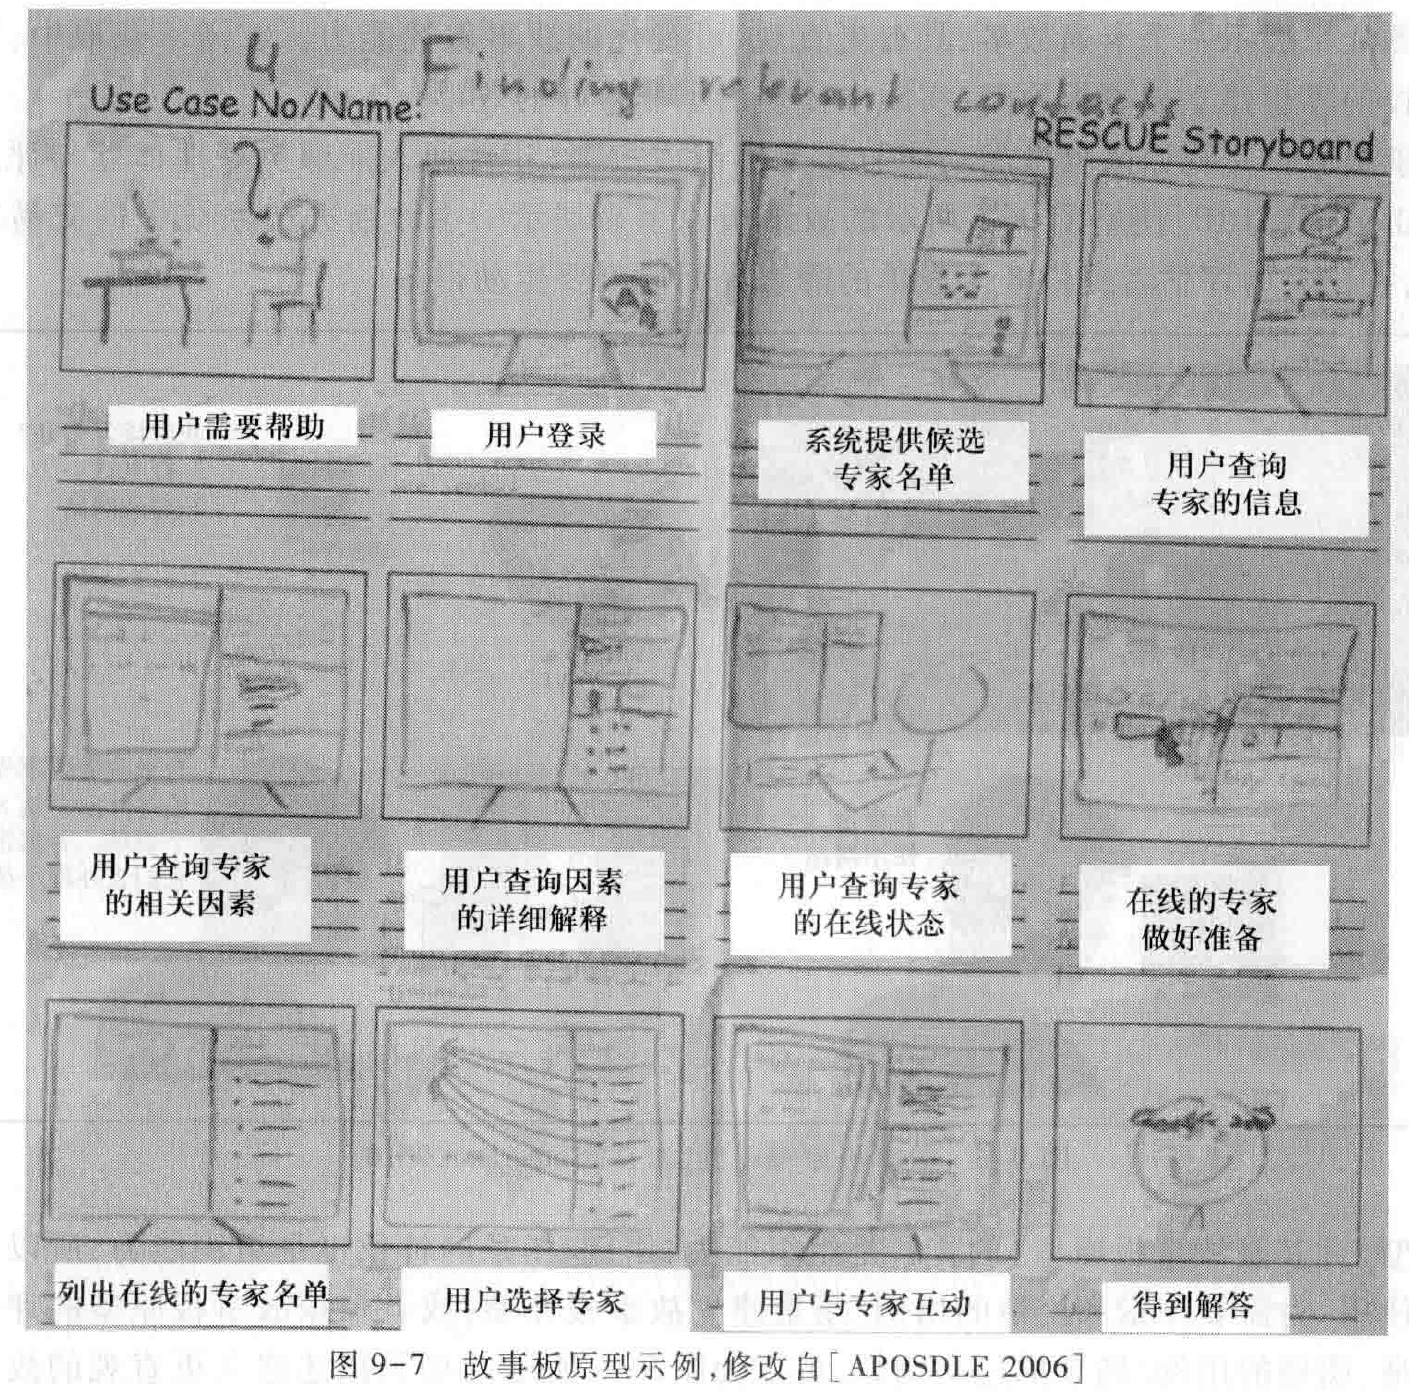 4 Finding relevant contacts
Use Case No/Name:
RESCUE Storyboard
用户需要帮助
用户登录
系统提供候选
专家名单
用户查询
专家的信息
用户查询专家
的相关因素
用户查询因素
的详细解释
用户查询专家
的在线状态
在线的专家
做好准备
列出在线的专家名单
用户选择专家
用户与专家互动
得到解答
图 9-7 故事板原型示例,修改自[APOSDLE 2006]